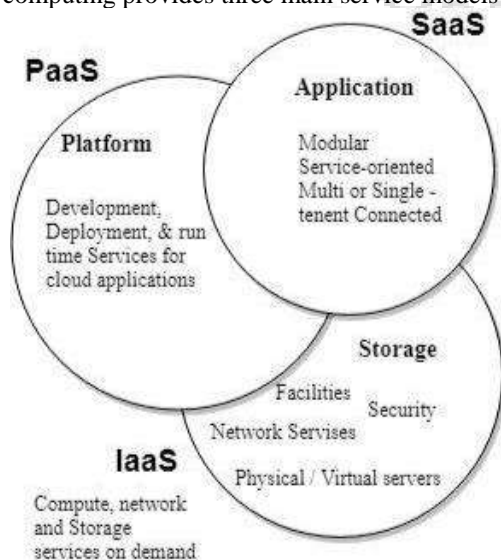 computing provides three main service models
SaaS
PaaS
Application
Modular
Service-oriented
Multi or Single -
tenent Connected
Platform
Development,
Deployment, & run
time Services for
cloud applications
Storage
Facilities
Security
Network Servises
Physical / Virtual servers
IaaS
Compute, network
and Storage
services on demand